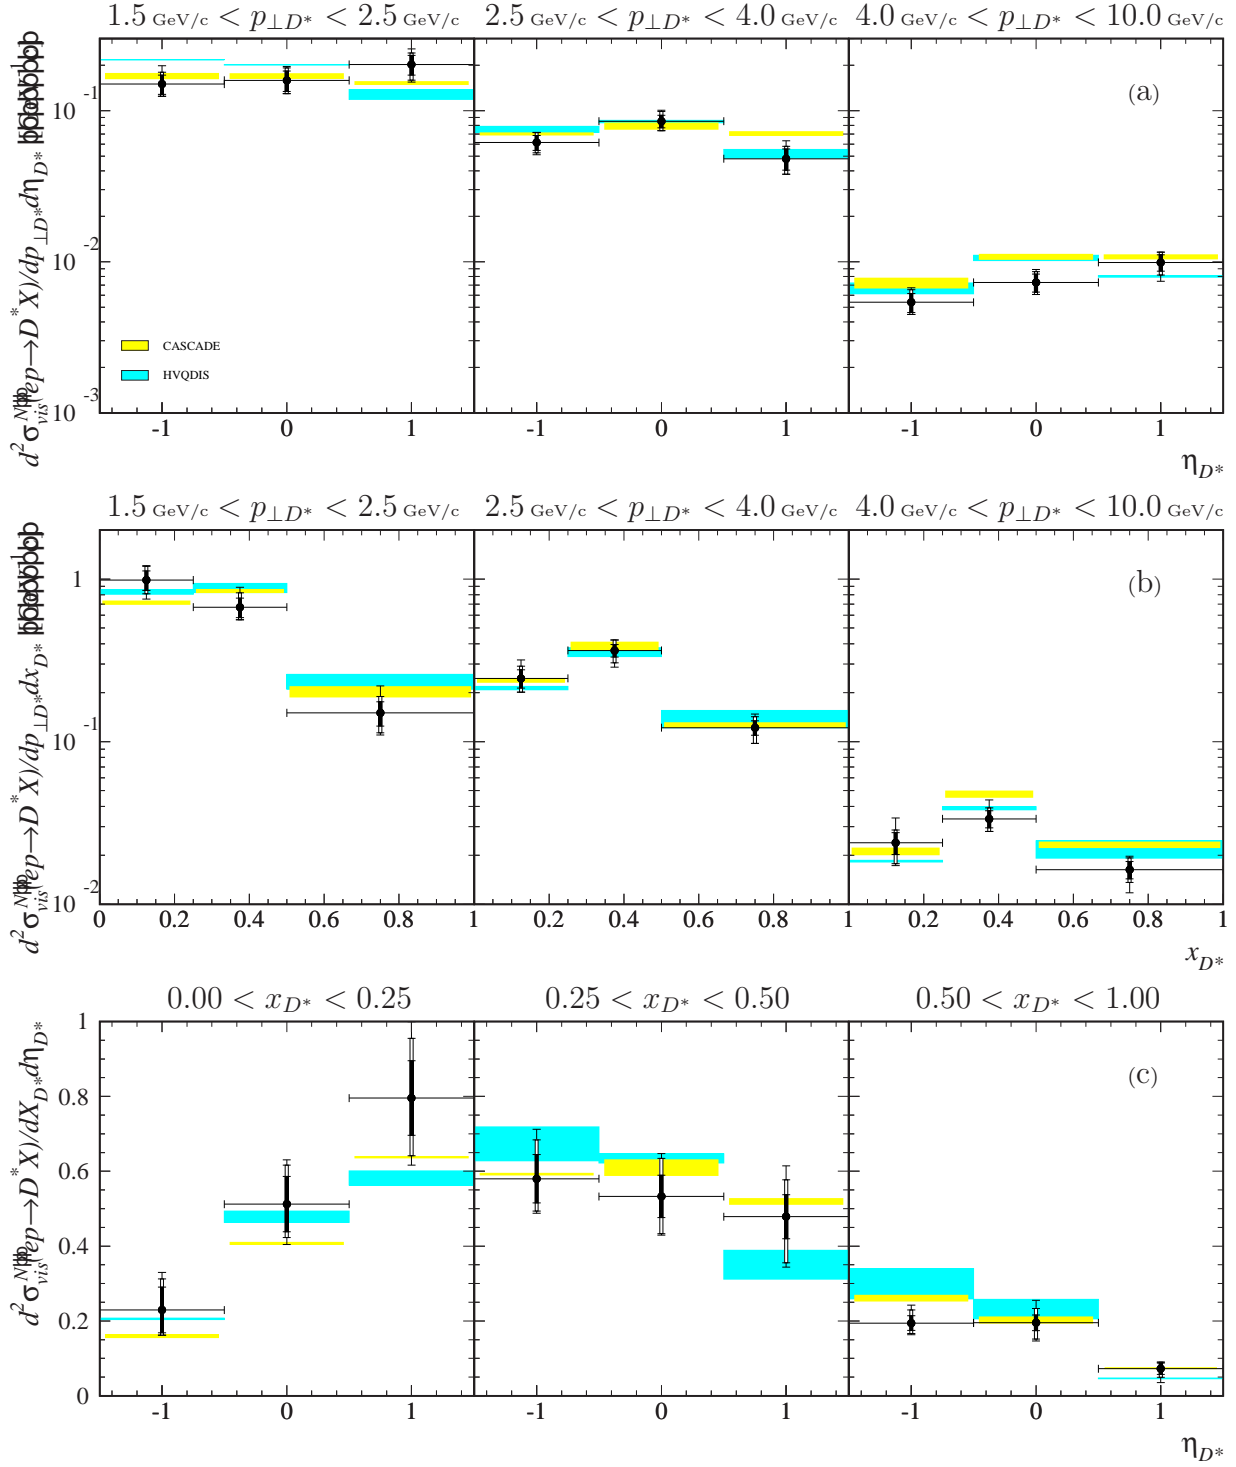 1.5 GeV/c < p⊥D* < 2.5 GeV/c 2.5 GeV/c < p⊥D* < 4.0 GeV/c 4.0 GeV/c < p⊥D* < 10.0 GeV/c
(a)
10 -1
10 -2
10 -3
CASCADE
HVQDIS
-1 0 1 -1 0 1 -1 0 1
ηD*
1.5 GeV/c < p⊥D* < 2.5 GeV/c 2.5 GeV/c < p⊥D* < 4.0 GeV/c 4.0 GeV/c < p⊥D* < 10.0 GeV/c
(b)
1
10 -1
10 -2
0 0.2 0.4 0.6 0.8 1 0.2 0.4 0.6 0.8 1 0.2 0.4 0.6 0.8 1
xD*
0.00 < xD* < 0.25 0.25 < xD* < 0.50 0.50 < xD* < 1.00
d²σvis(ep→D*X)/dXD*dηD*
(c)
1
0.8
0.6
0.4
0.2
0
-1 0 1 -1 0 1 -1 0 1
ηD*